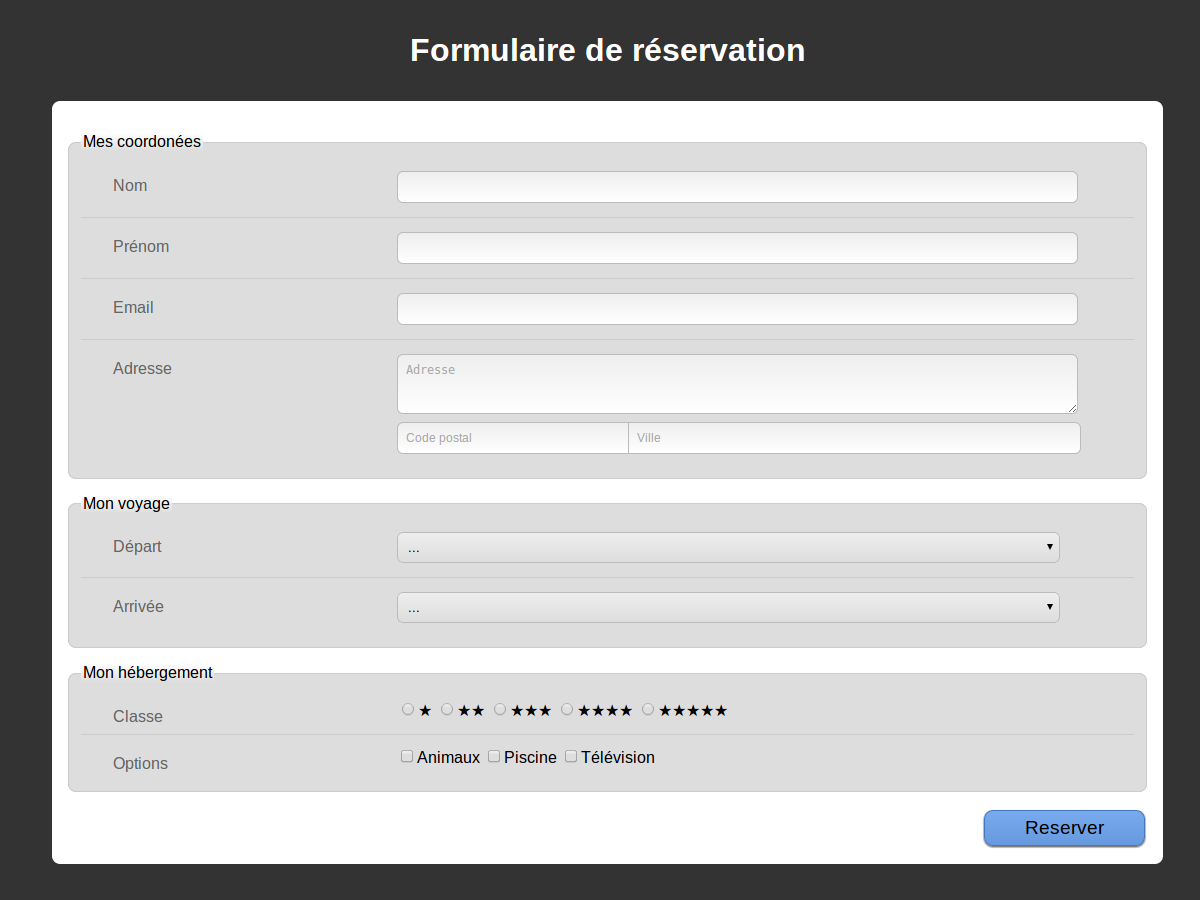 Formulaire de réservation
Mes coordonées
Nom
Prénom
Email
Adresse
Adresse
Code postal Ville
Mon voyage
Départ ...
Arrivée ...
Mon hébergement
Classe ★ ★★ ★★★ ★★★★ ★★★★★
Options Animaux Piscine Télévision
Reserver